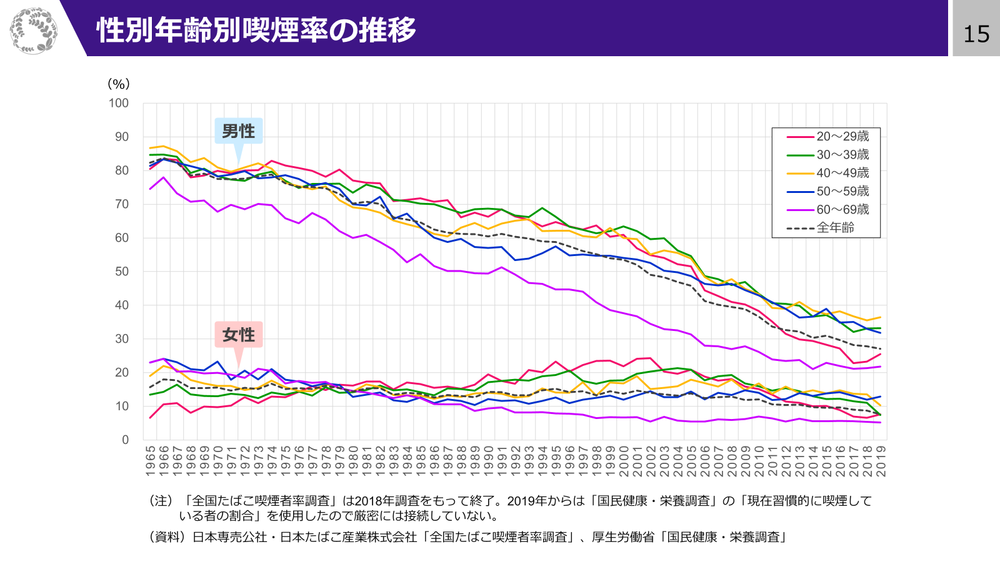 性別年齢別喫煙率の推移
15
（%）
100
90
80
70
60
50
40
30
20
10
0
男性
女性
20～29歳
30～39歳
40～49歳
50～59歳
60～69歳
全年齢
1965 1966 1967 1968 1969 1970 1971 1972 1973 1974 1975 1976 1977 1978 1979 1980 1981 1982 1983 1984 1985 1986 1987 1988 1989 1990 1991 1992 1993 1994 1995 1996 1997 1998 1999 2000 2001 2002 2003 2004 2005 2006 2007 2008 2009 2010 2011 2012 2013 2014 2015 2016 2017 2018 2019
（注）「全国たばこ喫煙者率調査」は2018年調査をもって終了。2019年からは「国民健康・栄養調査」の「現在習慣的に喫煙して
いる者の割合」を使用したので厳密には接続していない。
（資料）日本専売公社・日本たばこ産業株式会社「全国たばこ喫煙者率調査」、厚生労働省「国民健康・栄養調査」